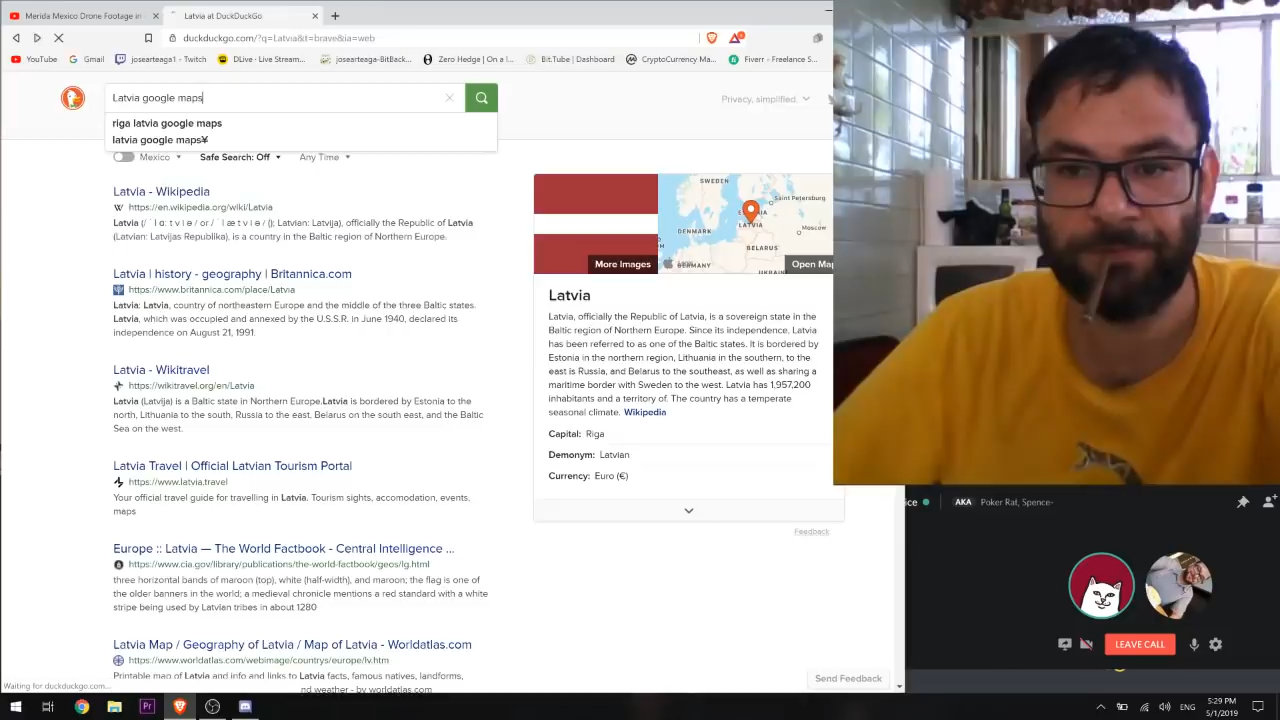 Merida Mexico Drone Footage in
Latvia at DuckDuckGo
duckduckgo.com/?q=Latvia&t=brave&ia=web
YouTube
Gmail
josearteaga1 - Twitch
DLive · Live Stream...
josearteaga-BitBack...
Zero Hedge | On a l...
Bit.Tube | Dashboard
CryptoCurrency Ma...
Fiverr - Freelance S...
Latvia google maps
Privacy, simplified.
riga latvia google maps
latvia google maps¥
Mexico
Safe Search: Off
Any Time
Latvia - Wikipedia
https://en.wikipedia.org/wiki/Latvia
Latvia (/ ˈ l ɑː t v i ə / or / ˈ l æ t v i ə / (); Latvian: Latvija), officially the Republic of Latvia
(Latvian: Latvijas Republika), is a country in the Baltic region of Northern Europe.
Latvia | history - geography | Britannica.com
https://www.britannica.com/place/Latvia
Latvia: Latvia, country of northeastern Europe and the middle of the three Baltic states.
Latvia, which was occupied and annexed by the U.S.S.R. in June 1940, declared its
independence on August 21, 1991.
Latvia - Wikitravel
https://wikitravel.org/en/Latvia
Latvia (Latvija) is a Baltic state in Northern Europe.Latvia is bordered by Estonia to the
north, Lithuania to the south, Russia to the east, Belarus on the south east, and the Baltic
Sea on the west.
Latvia Travel | Official Latvian Tourism Portal
https://www.latvia.travel
Your official travel guide for travelling in Latvia. Tourism sights, accomodation, events,
maps
Europe :: Latvia — The World Factbook - Central Intelligence ...
https://www.cia.gov/library/publications/the-world-factbook/geos/lg.html
three horizontal bands of maroon (top), white (half-width), and maroon; the flag is one of
the older banners in the world; a medieval chronicle mentions a red standard with a white
stripe being used by Latvian tribes in about 1280
Latvia Map / Geography of Latvia / Map of Latvia - Worldatlas.com
https://www.worldatlas.com/webimage/countrys/europe/lv.htm
Printable map of Latvia and info and links to Latvia facts, famous natives, landforms,
nd weather - by worldatlas.com
Waiting for duckduckgo.com...
SWEDEN
Saint Petersburg
LATVIA
Moscow
DENMARK
BELARUS
GERMANY
More Images
Open Map
Latvia
Latvia, officially the Republic of Latvia, is a sovereign state in the
Baltic region of Northern Europe. Since its independence, Latvia
has been referred to as one of the Baltic states. It is bordered by
Estonia in the northern region, Lithuania in the southern, to the
east is Russia, and Belarus to the southeast, as well as sharing a
maritime border with Sweden to the west. Latvia has 1,957,200
inhabitants and a territory of. The country has a temperate
seasonal climate. Wikipedia
Capital: Riga
Demonym: Latvian
Currency: Euro (€)
Feedback
Send Feedback
ice
AKA
Poker Rat, Spence-
LEAVE CALL
Pr
ENG
5:29 PM
5/1/2019